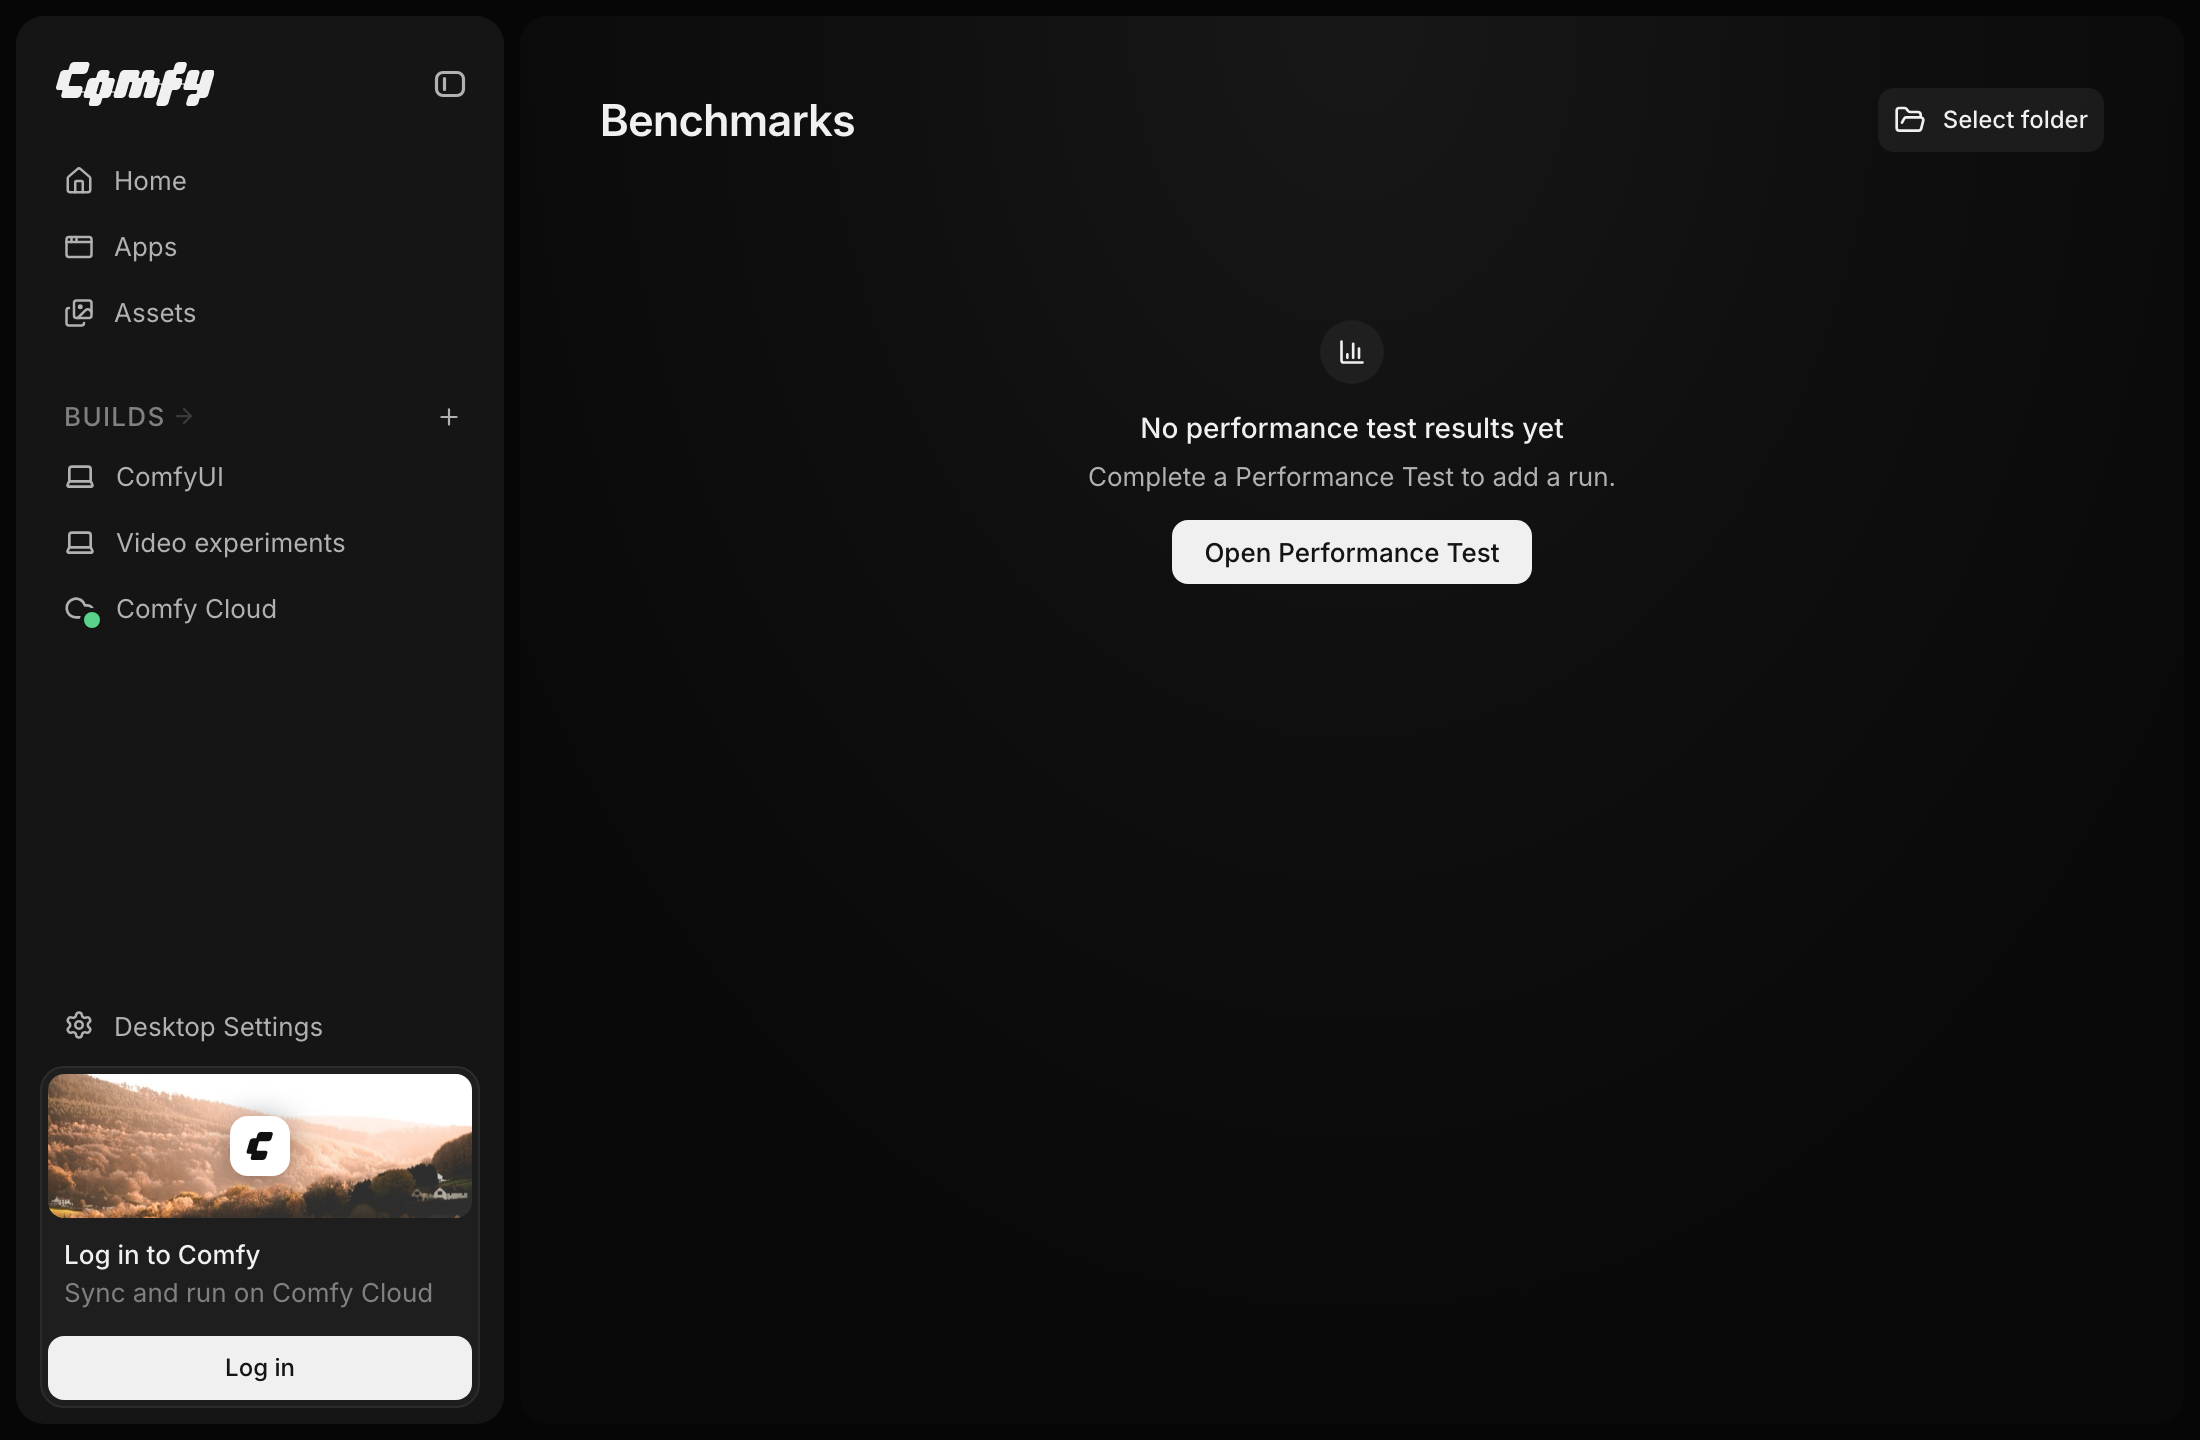 Comfy
Home
Apps
Assets
BUILDS
ComfyUI
Video experiments
Comfy Cloud
Desktop Settings
Log in to Comfy
Sync and run on Comfy Cloud
Log in
Benchmarks
Select folder
No performance test results yet
Complete a Performance Test to add a run.
Open Performance Test